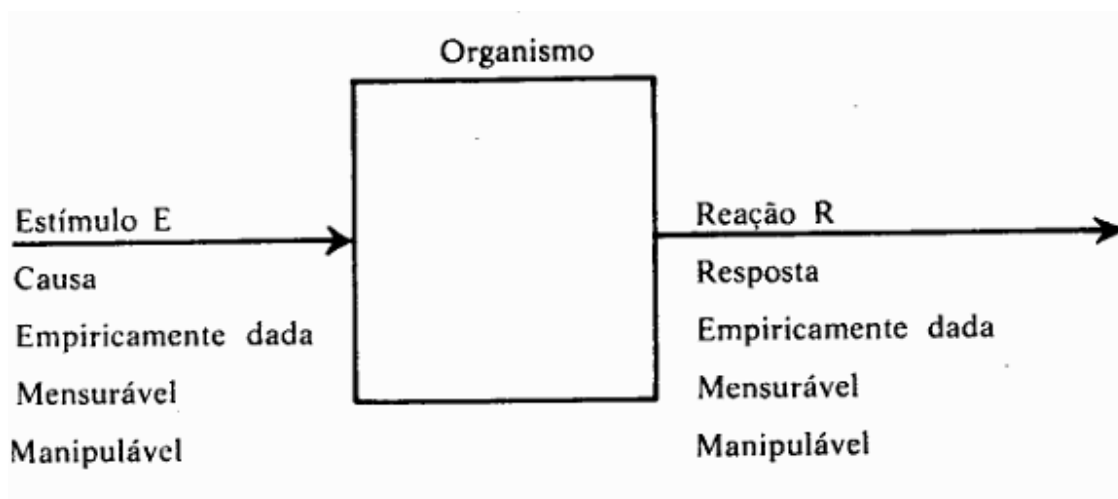 Organismo
Estímulo E
Causa
Empiricamente dada
Mensurável
Manipulável
Reação R
Resposta
Empiricamente dada
Mensurável
Manipulável